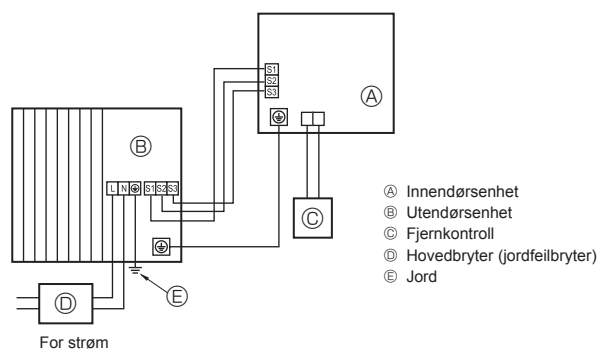 S1
S2
S3
Ⓐ
Ⓑ
L N S1 S2 S3
Ⓒ
Ⓐ Innendørsenhet
Ⓑ Utendørsenhet
Ⓒ Fjernkontroll
Ⓓ Hovedbryter (jordfeilbryter)
Ⓔ Jord
Ⓔ
Ⓓ
For strøm